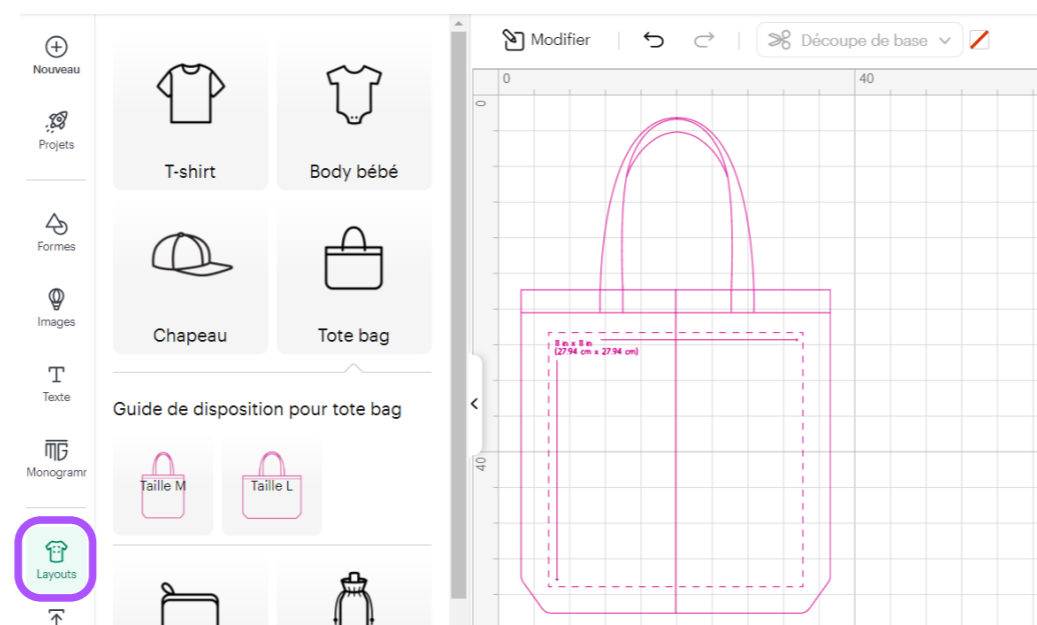 Nouveau
Projets
Formes
Images
Texte
Monogramr
Layouts
T-shirt
Body bébé
Chapeau
Tote bag
Guide de disposition pour tote bag
Taille M
Taille L
Modifier
Découpe de base
0
40
0
40
11 in x 11 in
(27.94 cm x 27.94 cm)